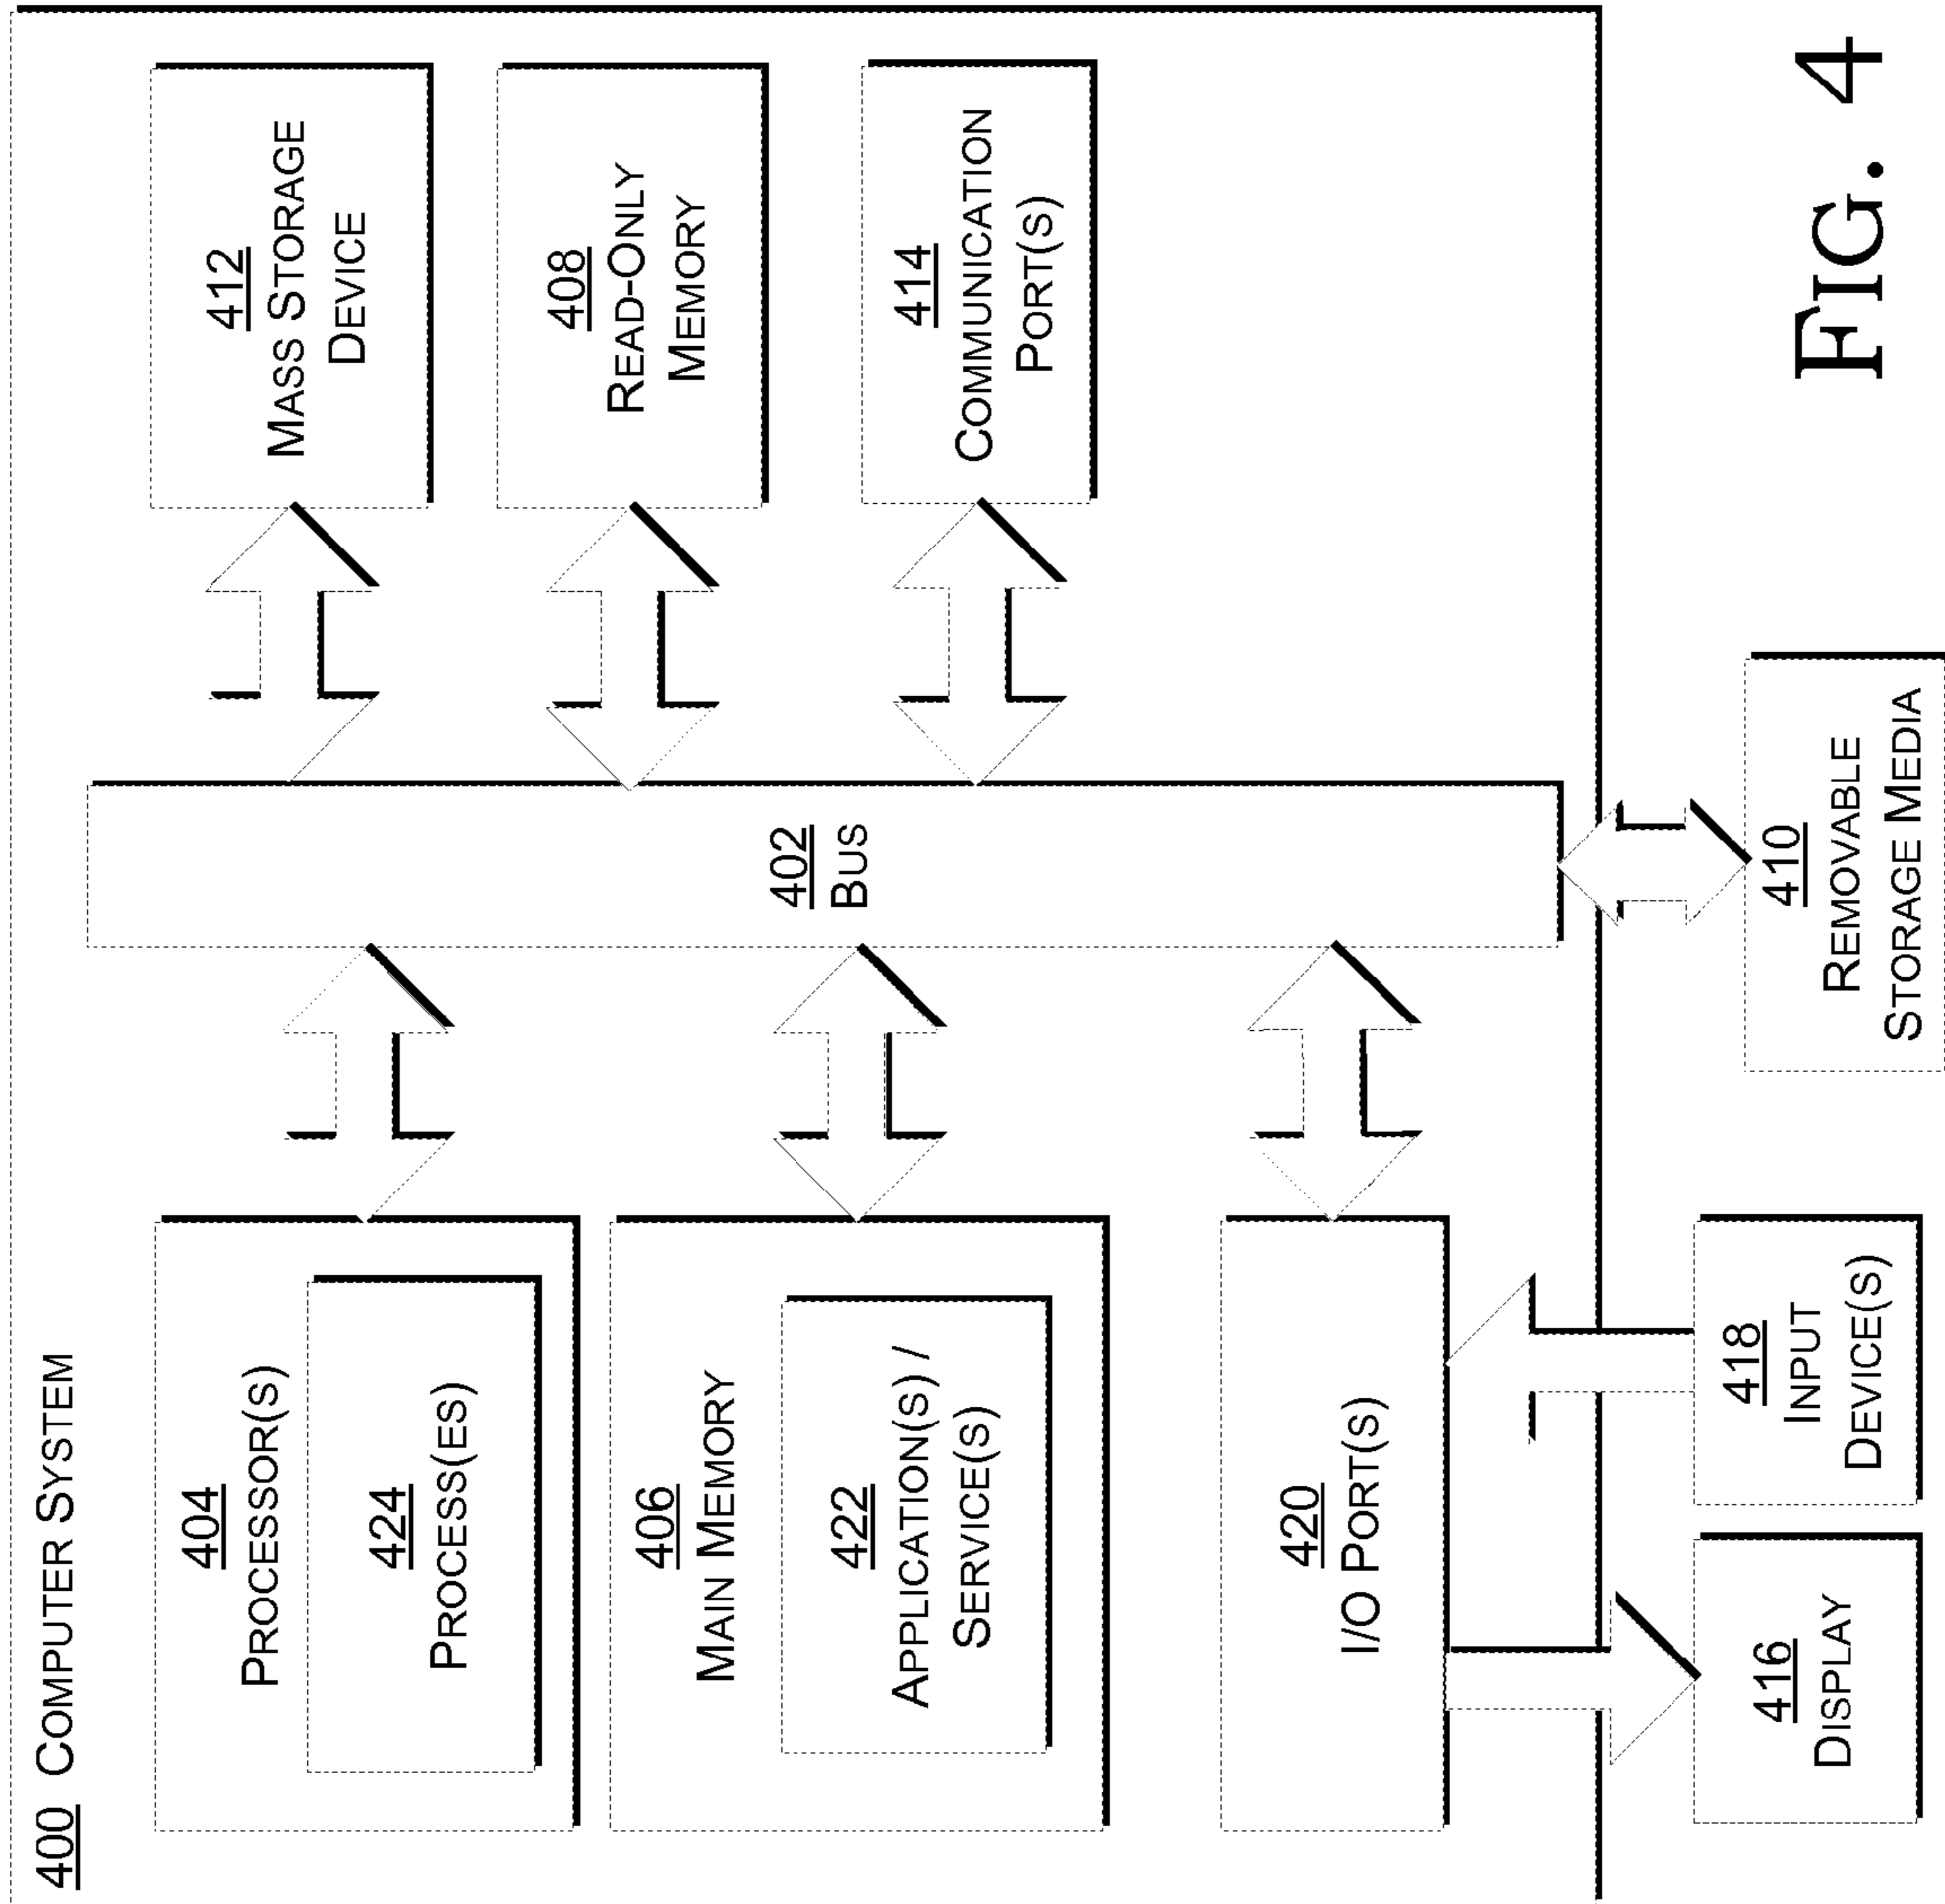 400 COMPUTER SYSTEM
404
PROCESSOR(S)
424
PROCESS(ES)
406
MAIN MEMORY
422
APPLICATION(S) /
SERVICE(S)
420
I/O PORT(S)
402
BUS
412
MASS STORAGE
DEVICE
408
READ-ONLY
MEMORY
414
COMMUNICATION
PORT(S)
416
DISPLAY
418
INPUT
DEVICE(S)
410
REMOVABLE
STORAGE MEDIA
FIG. 4